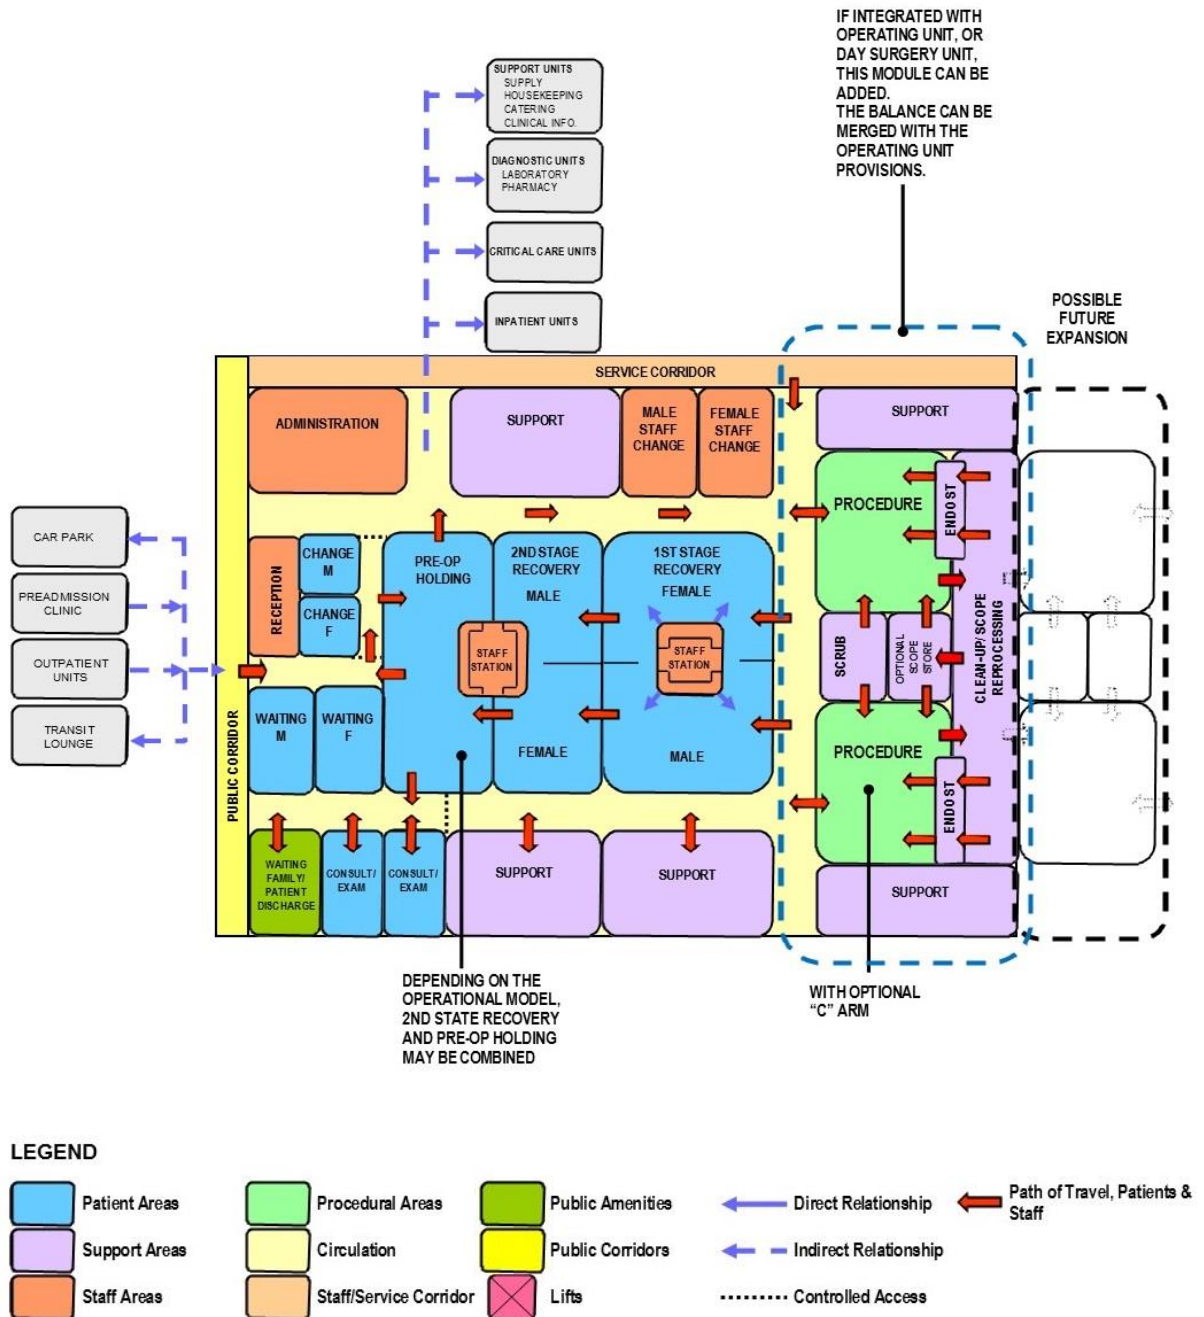 IF INTEGRATED WITH
OPERATING UNIT, OR
DAY SURGERY UNIT,
THIS MODULE CAN BE
ADDED.
THE BALANCE CAN BE
MERGED WITH THE
OPERATING UNIT
PROVISIONS.
SUPPORT UNITS
SUPPLY
HOUSEKEEPING
CATERING
CLINICAL INFO.
DIAGNOSTIC UNITS
LABORATORY
PHARMACY
CRITICAL CARE UNITS
INPATIENT UNITS
POSSIBLE
FUTURE
EXPANSION
SERVICE CORRIDOR
ADMINISTRATION
SUPPORT
MALE
STAFF
CHANGE
FEMALE
STAFF
CHANGE
SUPPORT
CAR PARK
PREADMISSION
CLINIC
OUTPATIENT
UNITS
TRANSIT
LOUNGE
PUBLIC CORRIDOR
RECEPTION
CHANGE
M
CHANGE
F
WAITING
M
WAITING
F
PRE-OP
HOLDING
2ND STAGE
RECOVERY
MALE
1ST STAGE
RECOVERY
FEMALE
STAFF
STATION
STAFF
STATION
FEMALE
MALE
PROCEDURE
ENDOST
SCRUB
OPTIONAL
SCOPE
STORE
CLEAN-UP/ SCOPE
REPROCESSING
PROCEDURE
ENDOST
WAITING
FAMILY/
PATIENT
DISCHARGE
CONSULT/
EXAM
CONSULT/
EXAM
SUPPORT
SUPPORT
SUPPORT
DEPENDING ON THE
OPERATIONAL MODEL,
2ND STATE RECOVERY
AND PRE-OP HOLDING
MAY BE COMBINED
WITH OPTIONAL
“C” ARM
LEGEND
Patient Areas
Support Areas
Staff Areas
Procedural Areas
Circulation
Staff/Service Corridor
Public Amenities
Public Corridors
Lifts
Direct Relationship
Indirect Relationship
Controlled Access
Path of Travel, Patients &
Staff